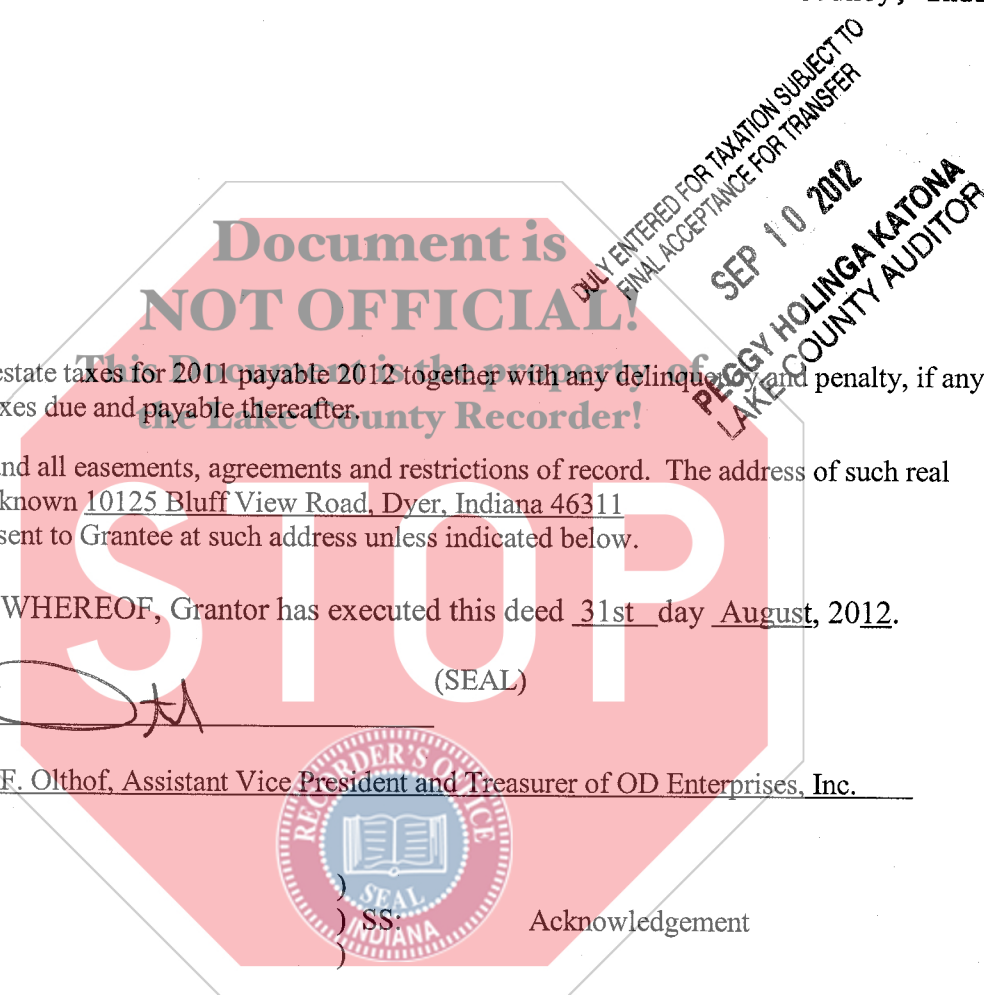 DULY ENTERED FOR TAXATION SUBJECT TO
FINAL ACCEPTANCE FOR TRANSFER
SEP 10 2012
PEGGY HOLINGA KATONA
LAKE COUNTY AUDITOR
Document is
NOT OFFICIAL!
This Document is the property of
the Lake County Recorder!
estate taxes for 2011 payable 2012 together with any delinquency and penalty, if any
xes due and payable thereafter.
nd all easements, agreements and restrictions of record. The address of such real
known 10125 Bluff View Road, Dyer, Indiana 46311
sent to Grantee at such address unless indicated below.
STOP
WHEREOF, Grantor has executed this deed 31st day August, 2012.
(SEAL)
F. Olthof, Assistant Vice President and Treasurer of OD Enterprises, Inc.
RECORDER'S OFFICE
SEAL
INDIANA
)
) SS: Acknowledgement
)